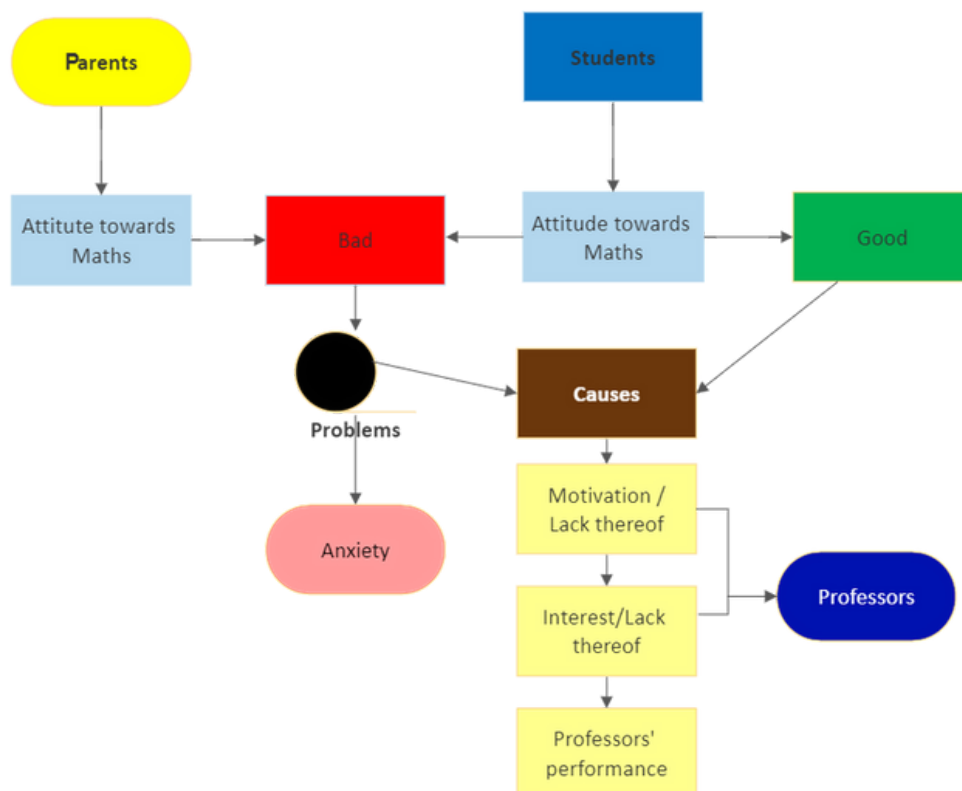 Parents
Students
Attitute towards
Maths
Bad
Attitude towards
Maths
Good
Causes
Problems
Motivation /
Lack thereof
Anxiety
Professors
Interest/Lack
thereof
Professors'
performance